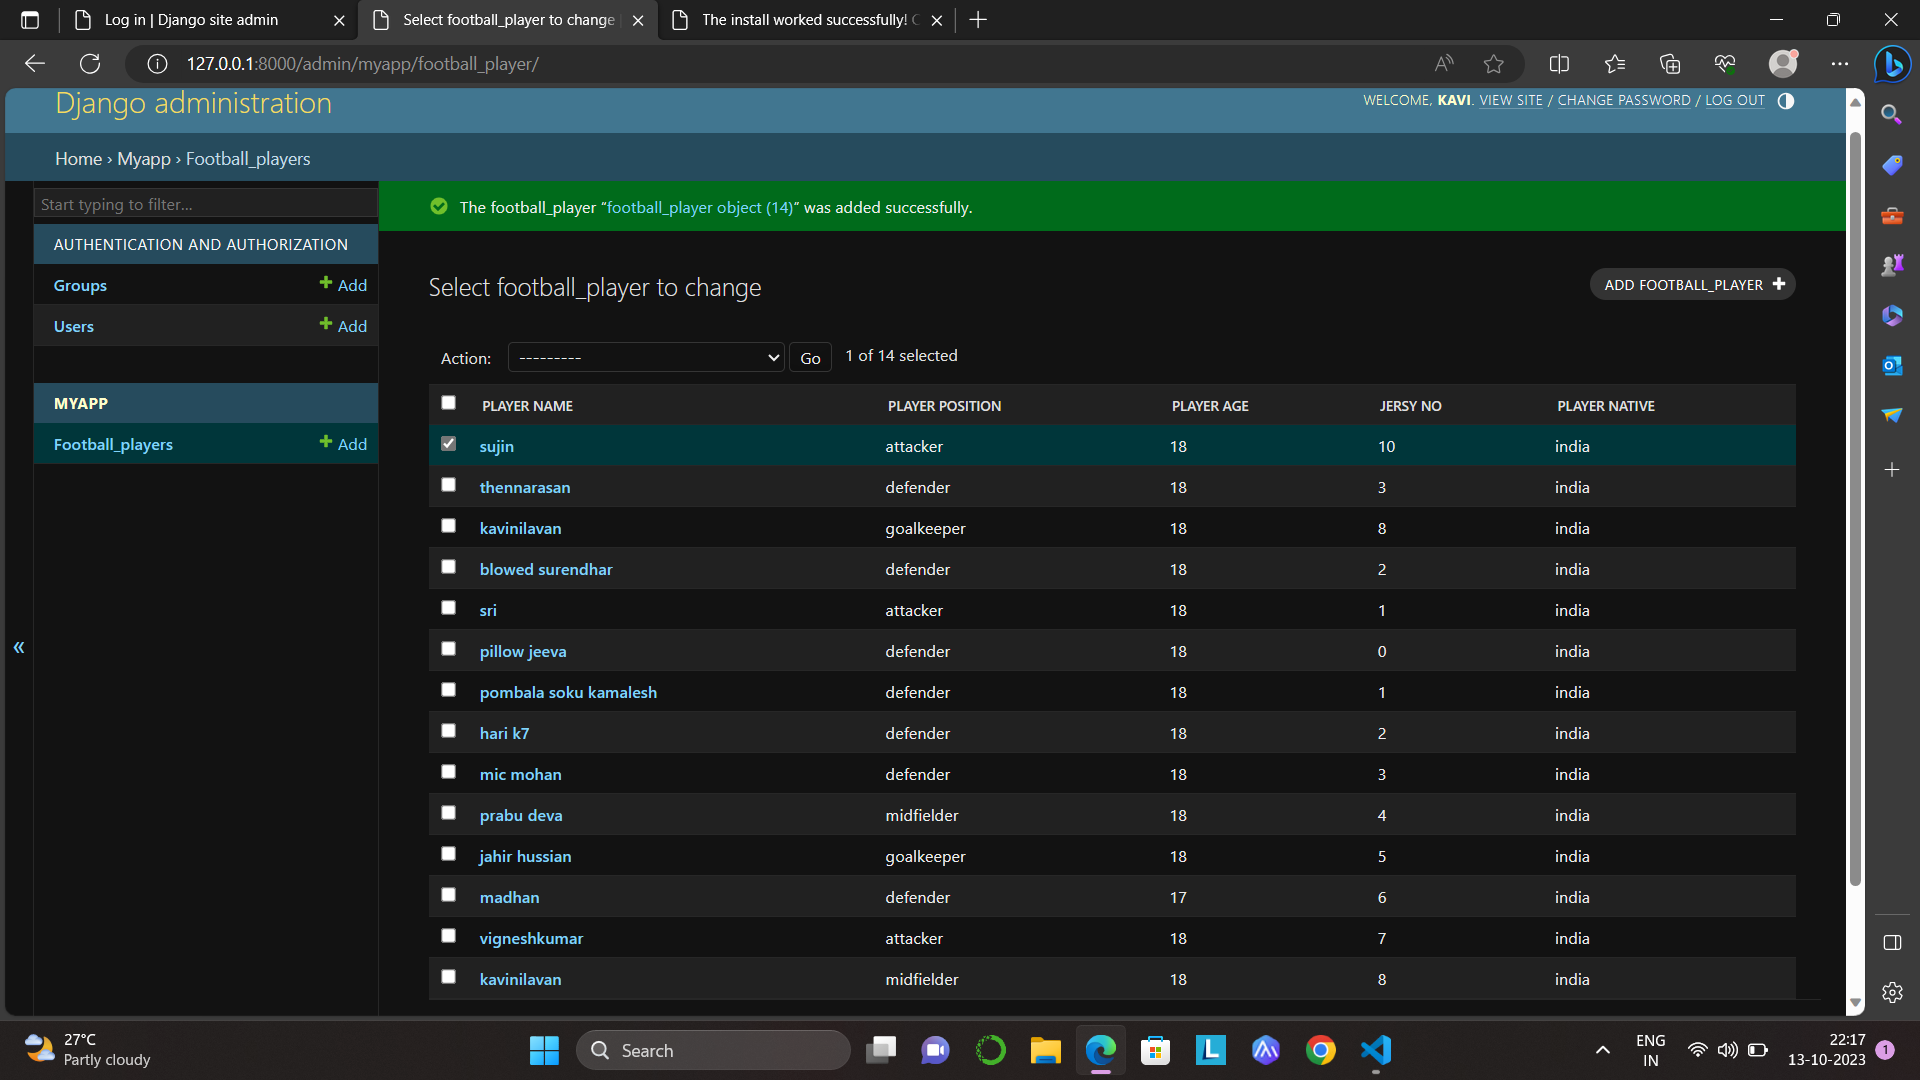 Log in | Django site admin
Select football_player to change
The install worked successfully!
127.0.0.1:8000/admin/myapp/football_player/
Django administration
WELCOME, KAVI. VIEW SITE / CHANGE PASSWORD / LOG OUT
Home › Myapp › Football_players
Start typing to filter...
The football_player “football_player object (14)” was added successfully.
AUTHENTICATION AND AUTHORIZATION
Groups Add
Users Add
MYAPP
Football_players Add
Select football_player to change
ADD FOOTBALL_PLAYER
Action: --------- Go 1 of 14 selected
PLAYER NAME PLAYER POSITION PLAYER AGE JERSY NO PLAYER NATIVE
sujin attacker 18 10 india
thennarasan defender 18 3 india
kavinilavan goalkeeper 18 8 india
blowed surendhar defender 18 2 india
sri attacker 18 1 india
pillow jeeva defender 18 0 india
pombala soku kamalesh defender 18 1 india
hari k7 defender 18 2 india
mic mohan defender 18 3 india
prabu deva midfielder 18 4 india
jahir hussian goalkeeper 18 5 india
madhan defender 17 6 india
vigneshkumar attacker 18 7 india
kavinilavan midfielder 18 8 india
27°C
Partly cloudy
Search
ENG
IN
22:17
13-10-2023
1